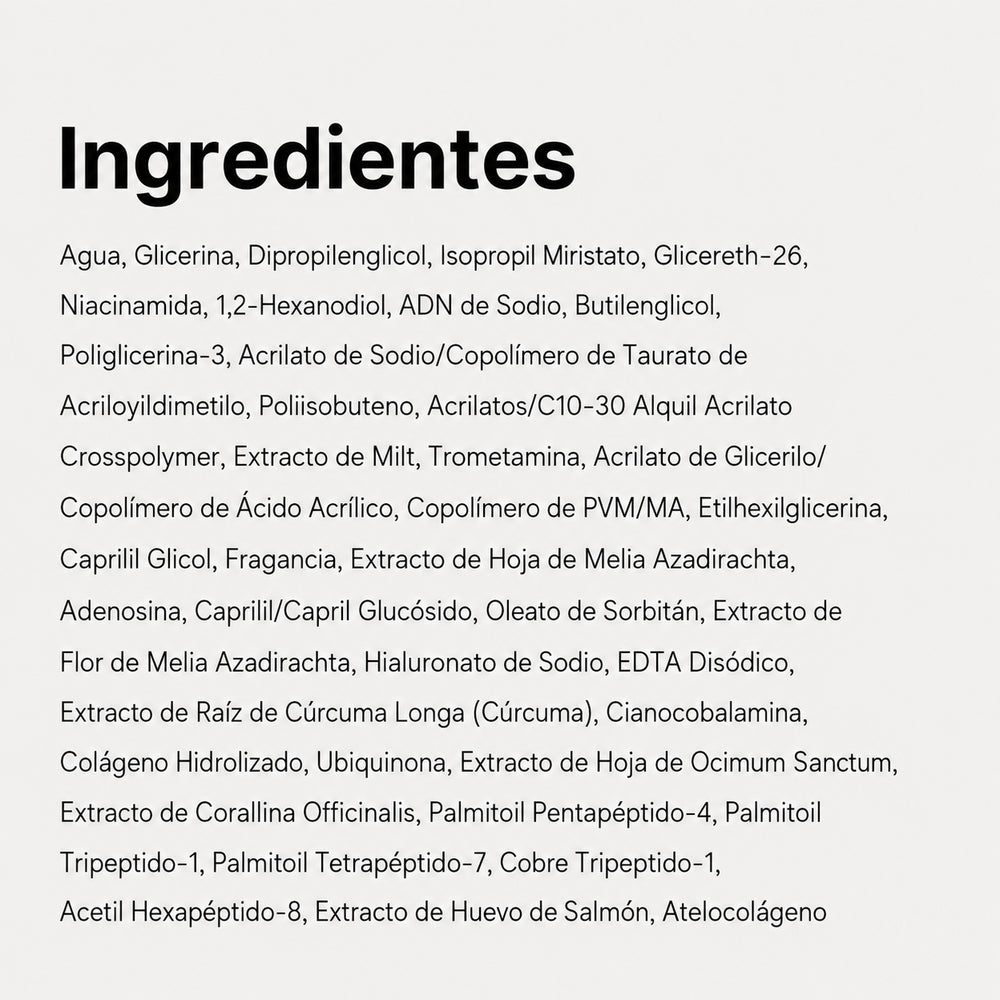 Ingredientes
Agua, Glicerina, Dipropilenglicol, Isopropil Miristato, Glicereth-26,
Niacinamida, 1,2-Hexanodiol, ADN de Sodio, Butilenglicol,
Poliglicerina-3, Acrilato de Sodio/Copolímero de Taurato de
Acriloyildimetilo, Poliisobuteno, Acrilatos/C10-30 Alquil Acrilato
Crosspolymer, Extracto de Milt, Trometamina, Acrilato de Glicerilo/
Copolímero de Ácido Acrílico, Copolímero de PVM/MA, Etilhexilglicerina,
Caprilil Glicol, Fragancia, Extracto de Hoja de Melia Azadirachta,
Adenosina, Caprilil/Capril Glucósido, Oleato de Sorbitán, Extracto de
Flor de Melia Azadirachta, Hialuronato de Sodio, EDTA Disódico,
Extracto de Raíz de Cúrcuma Longa (Cúrcuma), Cianocobalamina,
Colágeno Hidrolizado, Ubiquinona, Extracto de Hoja de Ocimum Sanctum,
Extracto de Corallina Officinalis, Palmitoil Pentapéptido-4, Palmitoil
Tripeptido-1, Palmitoil Tetrapéptido-7, Cobre Tripeptido-1,
Acetil Hexapéptido-8, Extracto de Huevo de Salmón, Atelocolágeno